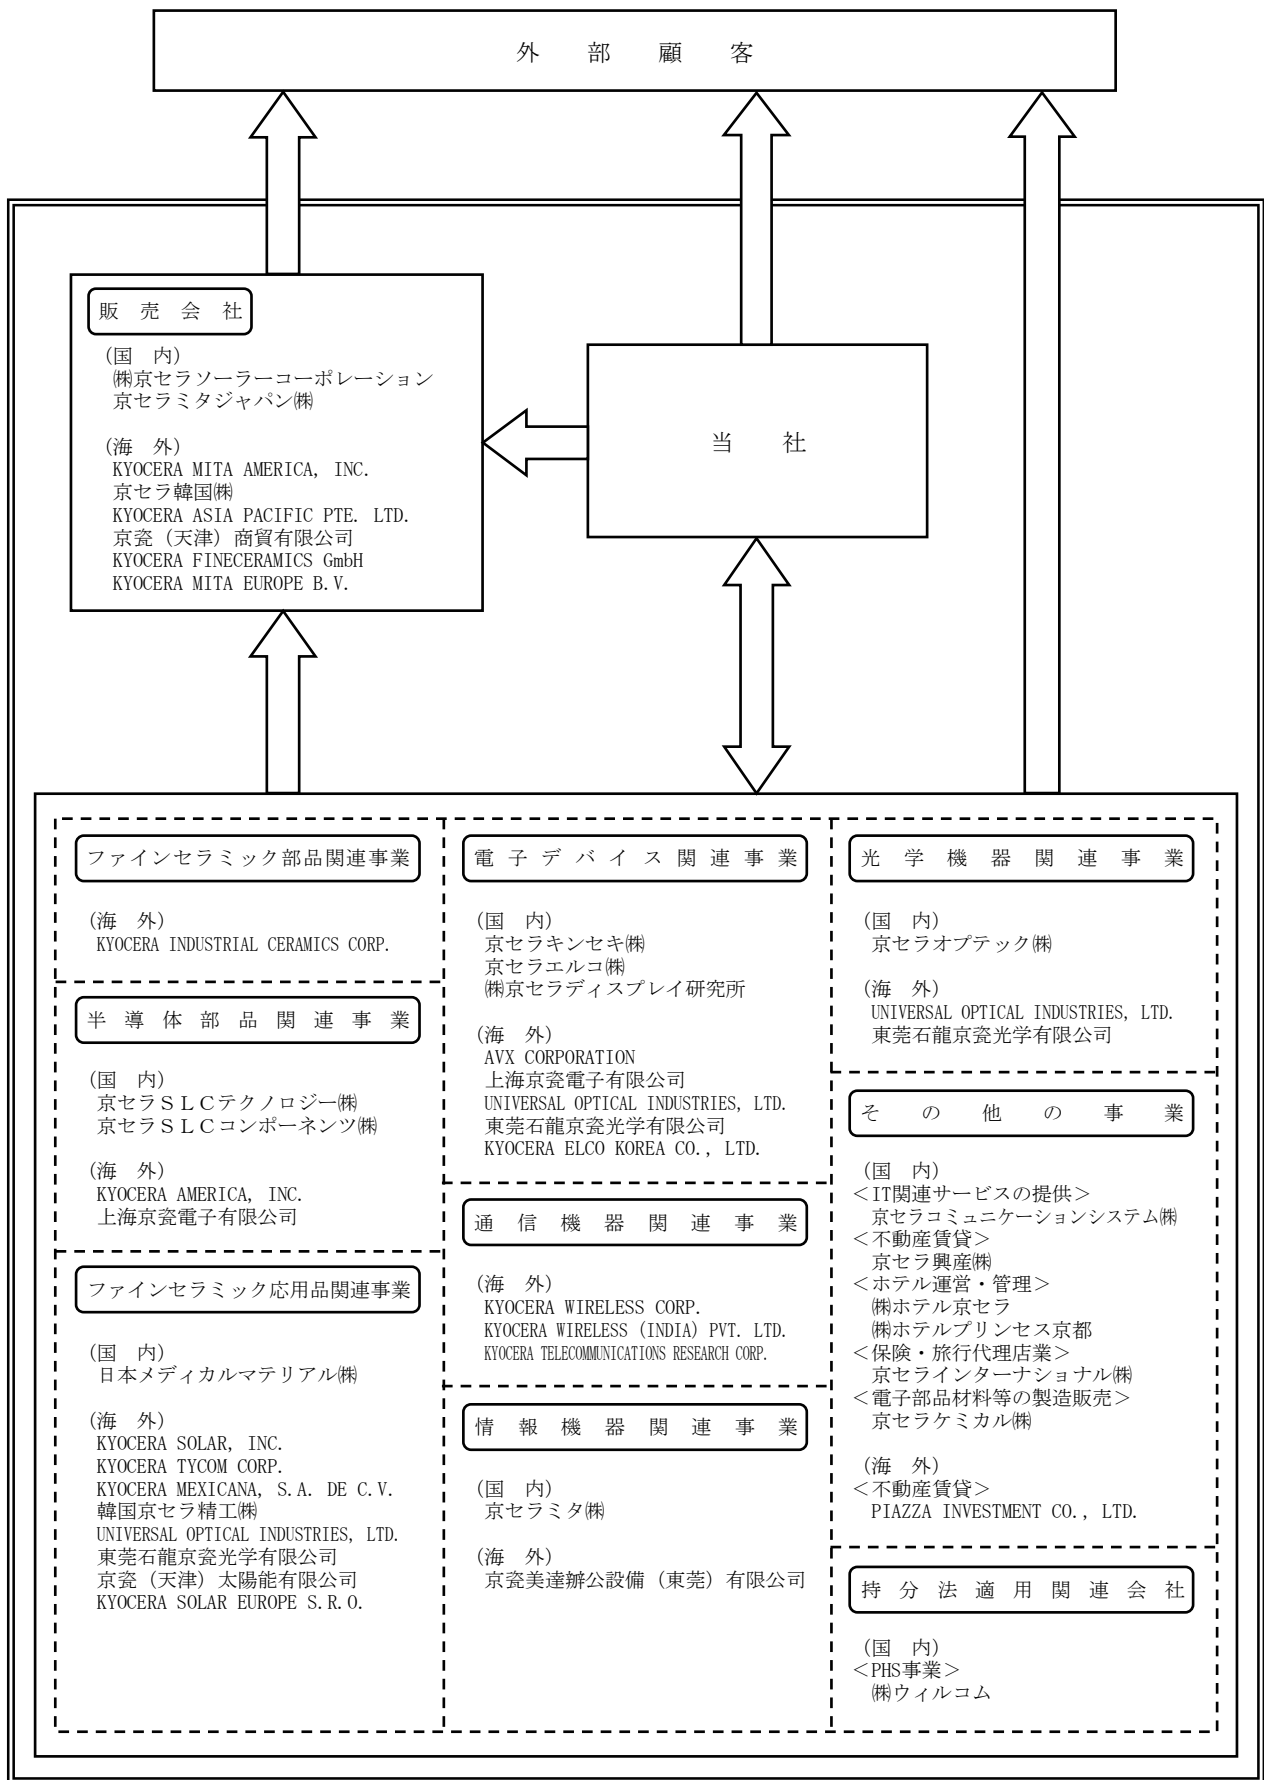 外　部　顧　客
販　売　会　社
（国　内）
㈱京セラソーラーコーポレーション
京セラミタジャパン㈱
（海　外）
KYOCERA MITA AMERICA, INC.
京セラ韓国㈱
KYOCERA ASIA PACIFIC PTE. LTD.
京瓷（天津）商貿有限公司
KYOCERA FINECERAMICS GmbH
KYOCERA MITA EUROPE B.V.
当　社
ファインセラミック部品関連事業
（海　外）
KYOCERA INDUSTRIAL CERAMICS CORP.
半導体部品関連事業
（国　内）
京セラＳＬＣテクノロジー㈱
京セラＳＬＣコンポーネンツ㈱
（海　外）
KYOCERA AMERICA, INC.
上海京瓷電子有限公司
ファインセラミック応用品関連事業
（国　内）
日本メディカルマテリアル㈱
（海　外）
KYOCERA SOLAR, INC.
KYOCERA TYCOM CORP.
KYOCERA MEXICANA, S.A. DE C.V.
韓国京セラ精工㈱
UNIVERSAL OPTICAL INDUSTRIES, LTD.
東莞石龍京瓷光学有限公司
京瓷（天津）太陽能有限公司
KYOCERA SOLAR EUROPE S.R.O.
電子デバイス関連事業
（国　内）
京セラキンセキ㈱
京セラエルコ㈱
㈱京セラディスプレイ研究所
（海　外）
AVX CORPORATION
上海京瓷電子有限公司
UNIVERSAL OPTICAL INDUSTRIES, LTD.
東莞石龍京瓷光学有限公司
KYOCERA ELCO KOREA CO., LTD.
通信機器関連事業
（海　外）
KYOCERA WIRELESS CORP.
KYOCERA WIRELESS (INDIA) PVT. LTD.
KYOCERA TELECOMMUNICATIONS RESEARCH CORP.
情報機器関連事業
（国　内）
京セラミタ㈱
（海　外）
京瓷美達辦公設備（東莞）有限公司
光学機器関連事業
（国　内）
京セラオプテック㈱
（海　外）
UNIVERSAL OPTICAL INDUSTRIES, LTD.
東莞石龍京瓷光学有限公司
その他の事業
（国　内）
＜IT関連サービスの提供＞
京セラコミュニケーションシステム㈱
＜不動産賃貸＞
京セラ興産㈱
＜ホテル運営・管理＞
㈱ホテル京セラ
㈱ホテルプリンセス京都
＜保険・旅行代理店業＞
京セラインターナショナル㈱
＜電子部品材料等の製造販売＞
京セラケミカル㈱
（海　外）
＜不動産賃貸＞
PIAZZA INVESTMENT CO., LTD.
持分法適用関連会社
（国　内）
＜PHS事業＞
㈱ウィルコム